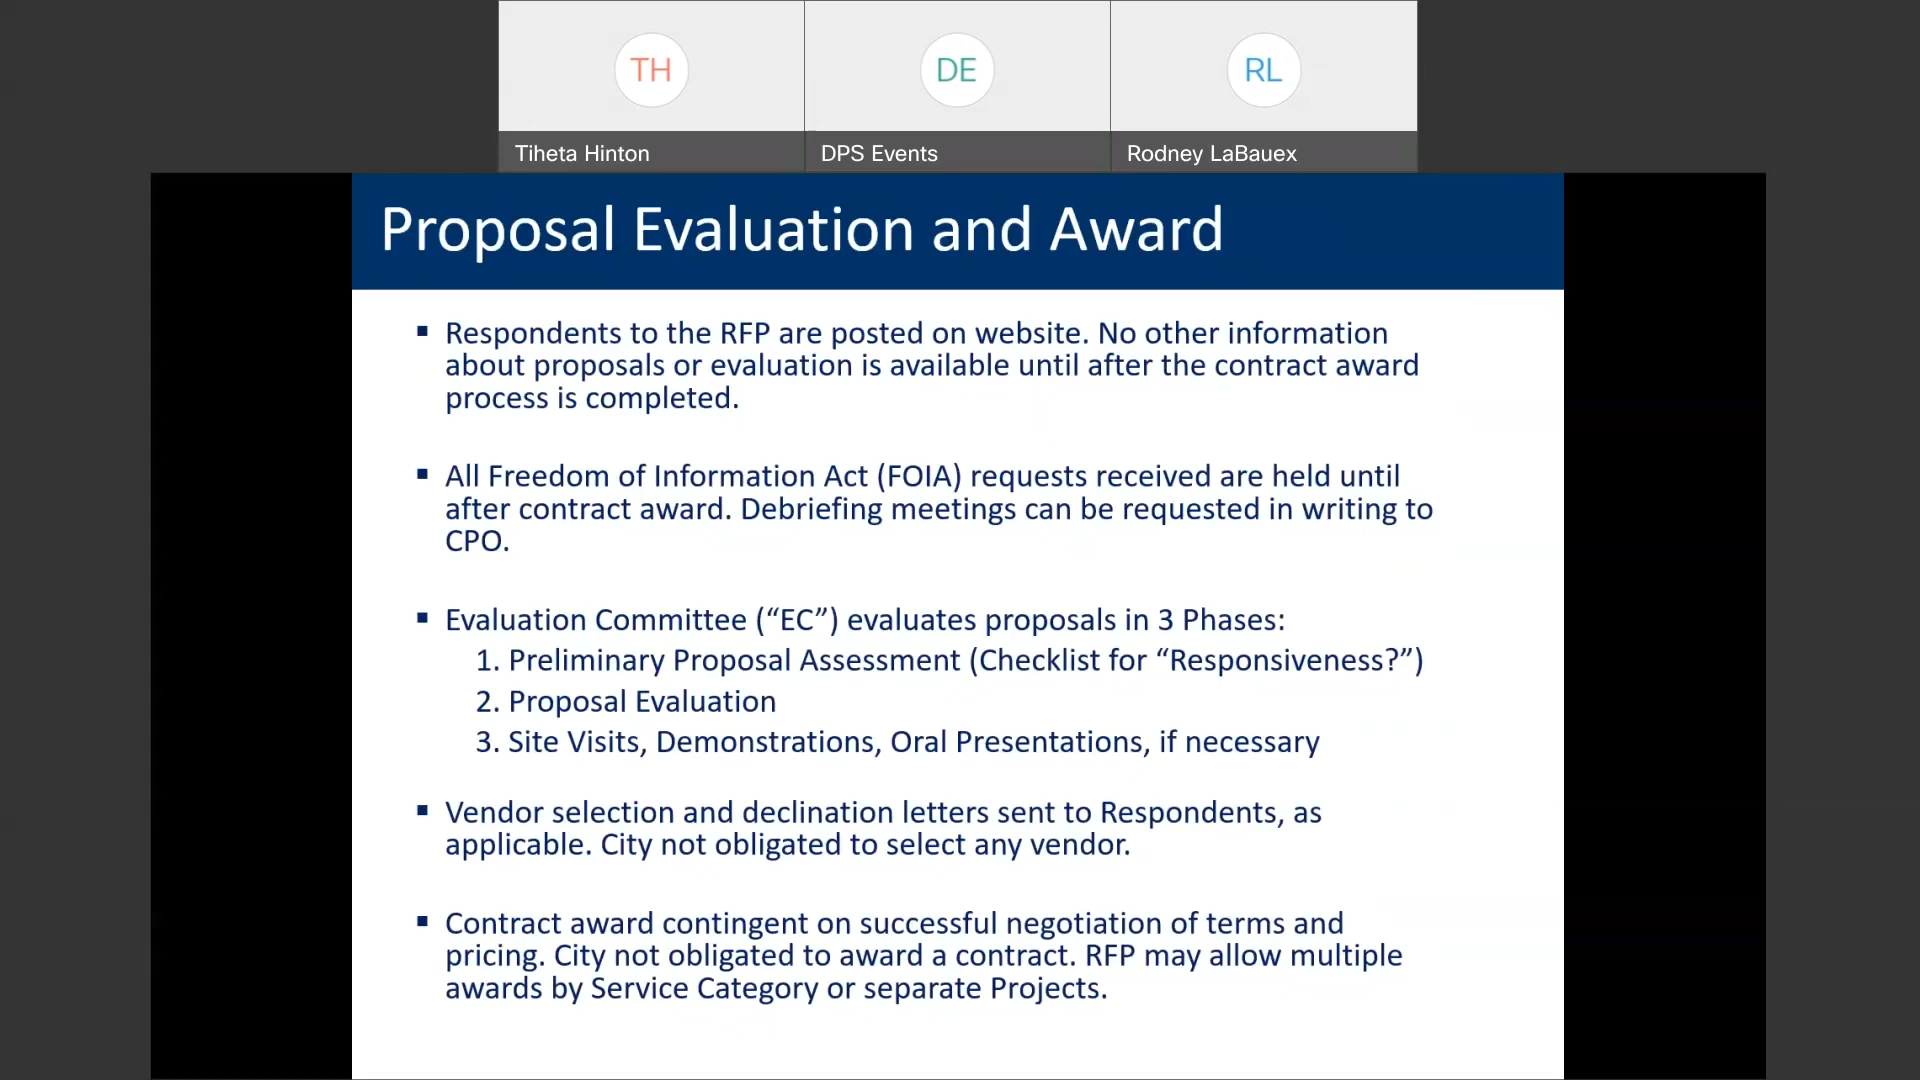 TH
DE
RL
Tiheta Hinton
DPS Events
Rodney LaBauex
Proposal Evaluation and Award
▪ Respondents to the RFP are posted on website. No other information
about proposals or evaluation is available until after the contract award
process is completed.
▪ All Freedom of Information Act (FOIA) requests received are held until
after contract award. Debriefing meetings can be requested in writing to
CPO.
▪ Evaluation Committee (“EC”) evaluates proposals in 3 Phases:
1. Preliminary Proposal Assessment (Checklist for “Responsiveness?”)
2. Proposal Evaluation
3. Site Visits, Demonstrations, Oral Presentations, if necessary
▪ Vendor selection and declination letters sent to Respondents, as
applicable. City not obligated to select any vendor.
▪ Contract award contingent on successful negotiation of terms and
pricing. City not obligated to award a contract. RFP may allow multiple
awards by Service Category or separate Projects.